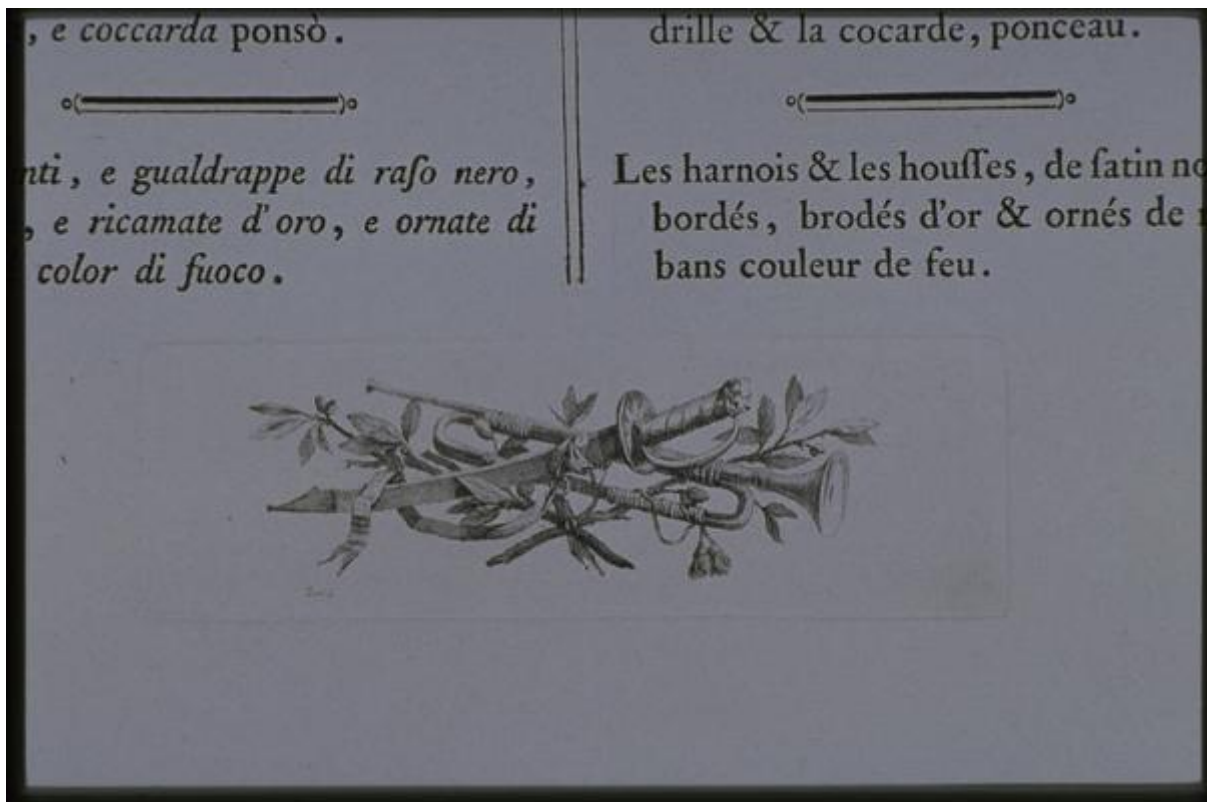 , e coccarda ponsò.
nti, e gualdrappe di raſo nero,
, e ricamate d'oro, e ornate di
color di fuoco.
drille & la cocarde, ponceau.
Les harnois & les houſſes, de ſatin no
bordés, brodés d'or & ornés de
bans couleur de feu.